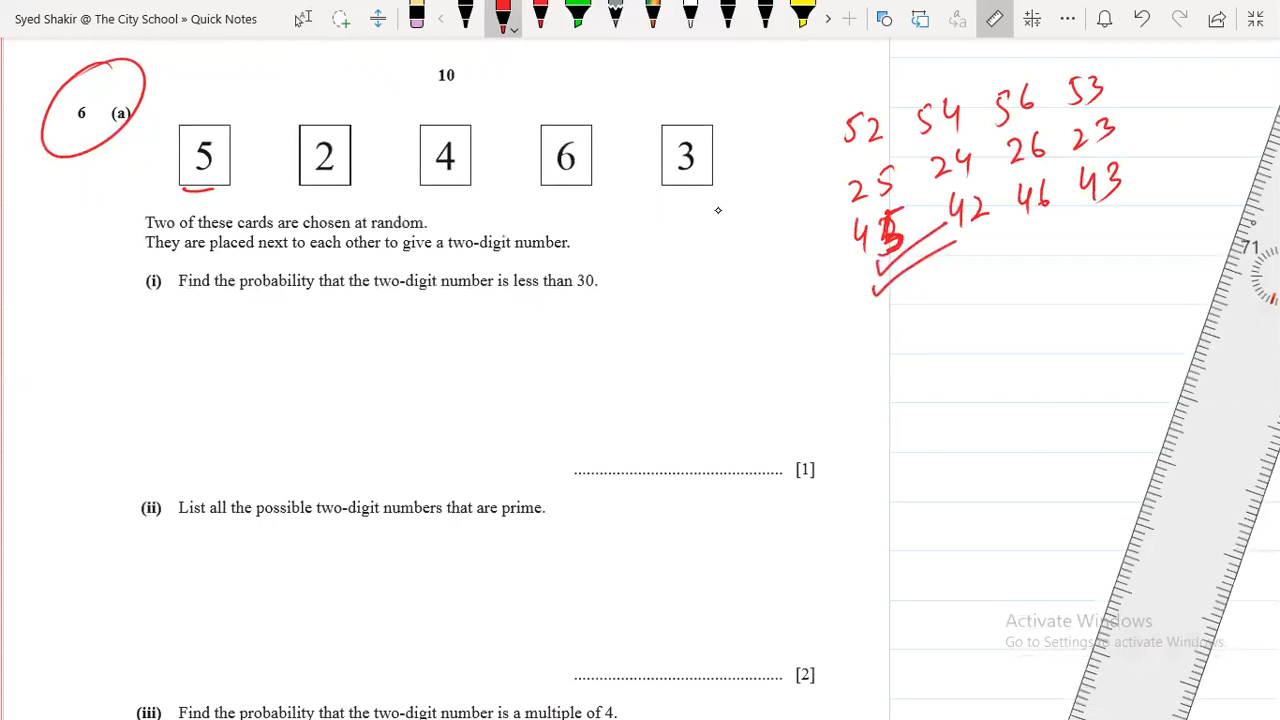 Syed Shakir @ The City School » Quick Notes
10
6 (a)
5 2 4 6 3
52 54 56 53
25 24 26 23
45 42 46 43
Two of these cards are chosen at random.
They are placed next to each other to give a two-digit number.
(i) Find the probability that the two-digit number is less than 30.
71°
.............................................. [1]
(ii) List all the possible two-digit numbers that are prime.
Activate Windows
Go to Settings to activate Windows.
.............................................. [2]
(iii) Find the probability that the two-digit number is a multiple of 4.